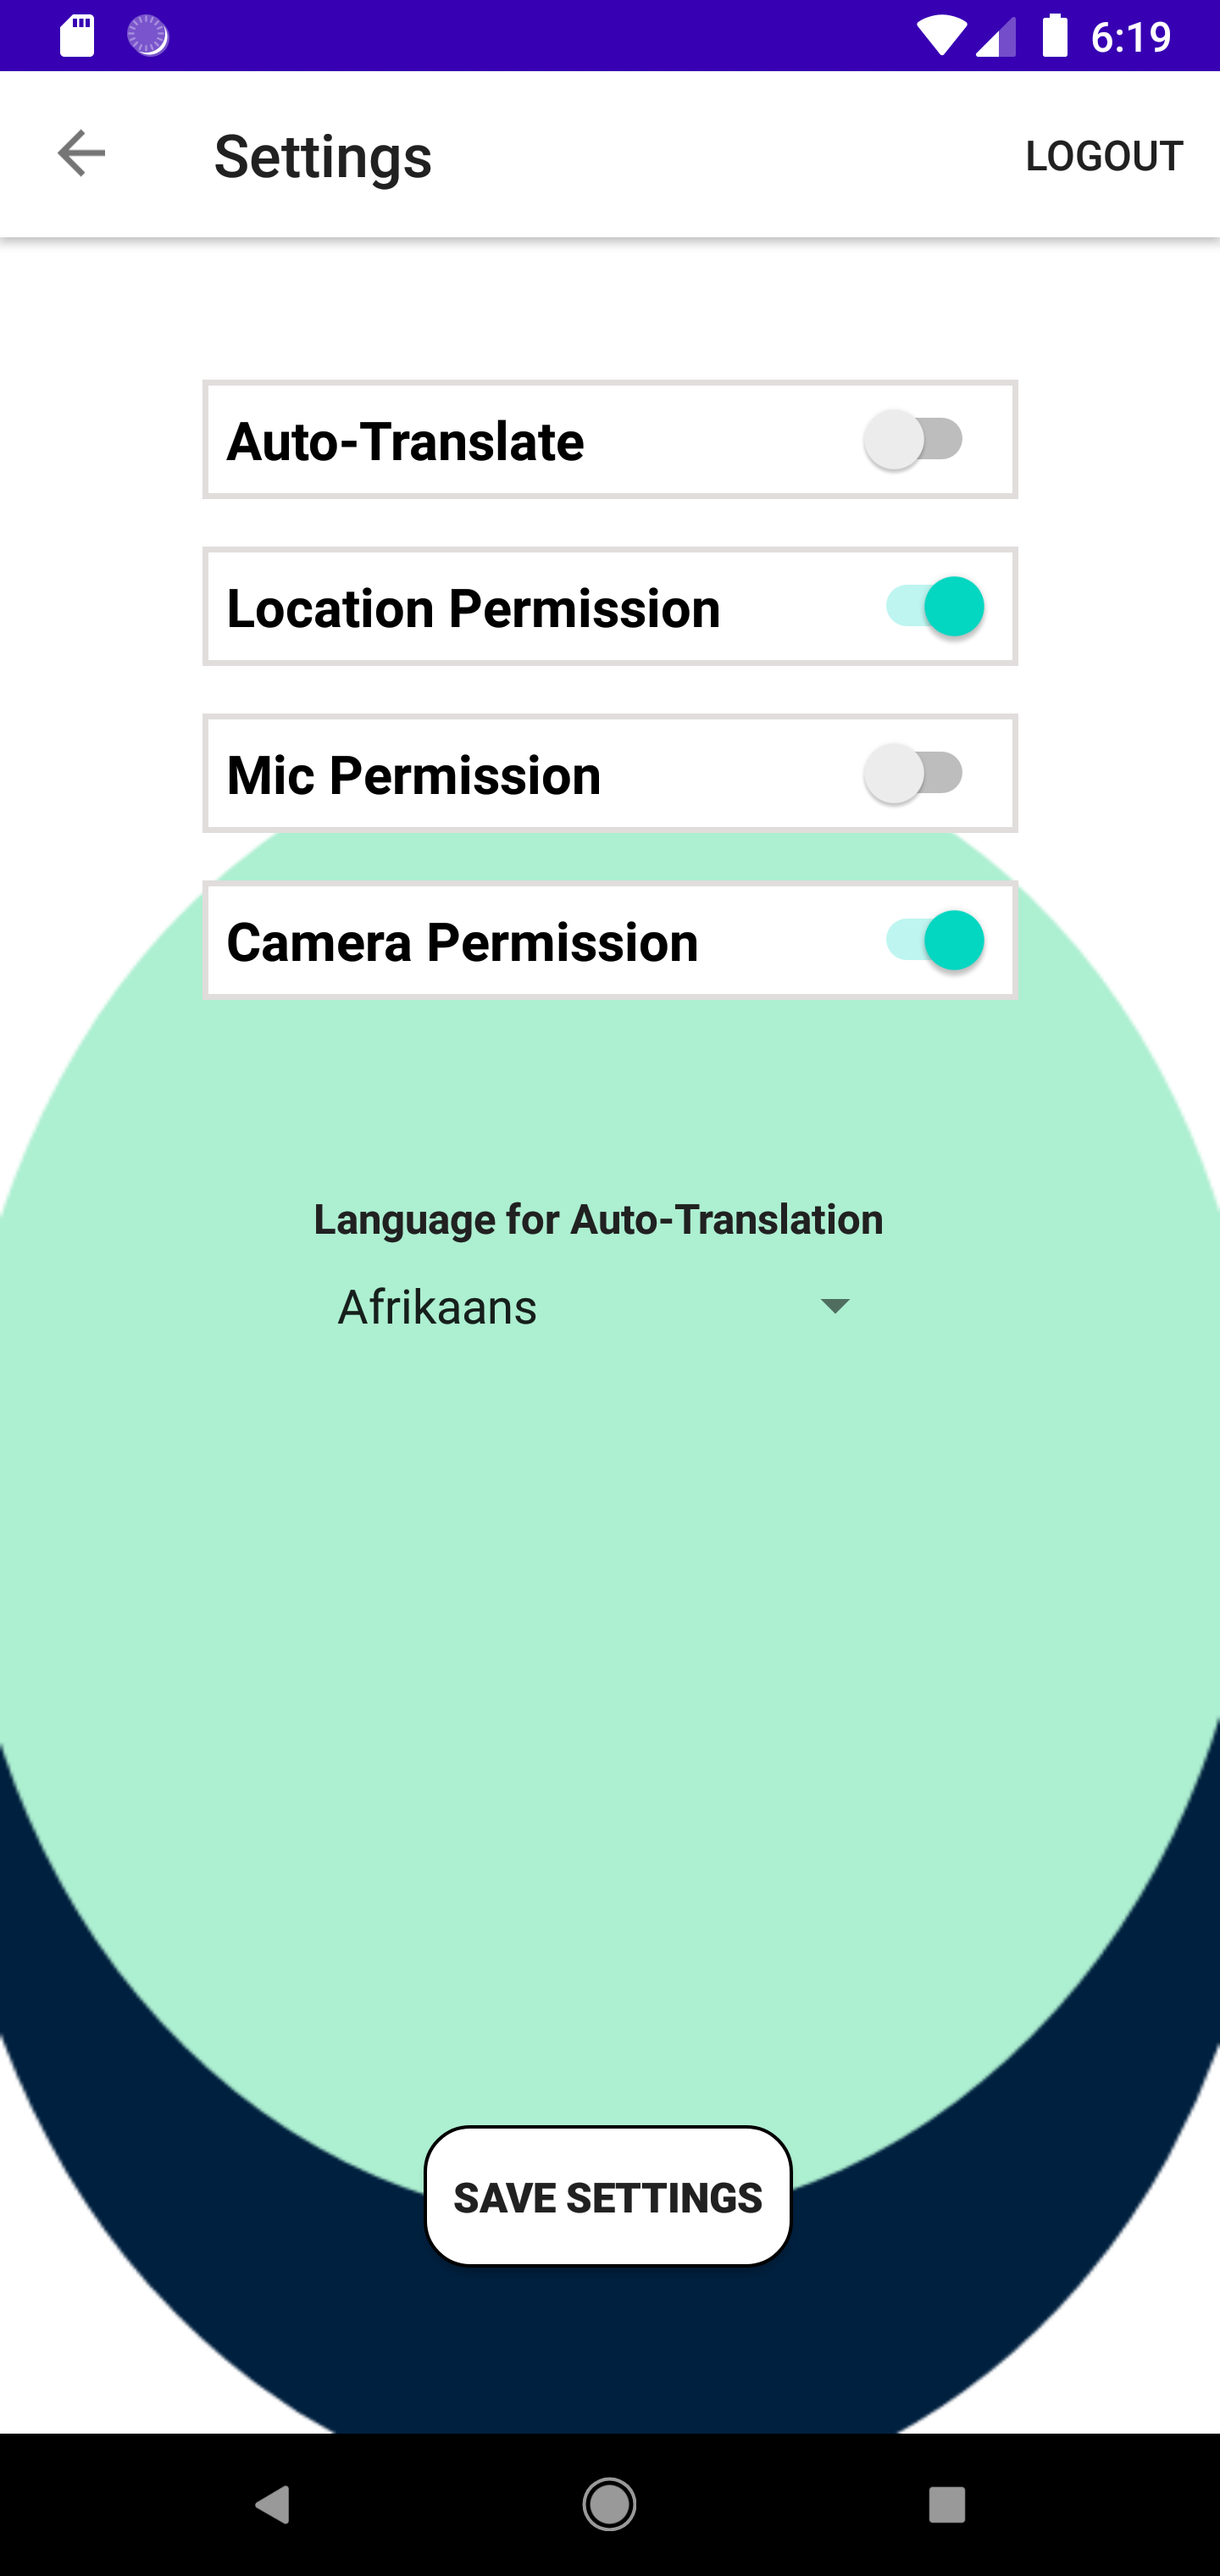 6:19
Settings
LOGOUT
Auto-Translate
Location Permission
Mic Permission
Camera Permission
Language for Auto-Translation
Afrikaans
SAVE SETTINGS